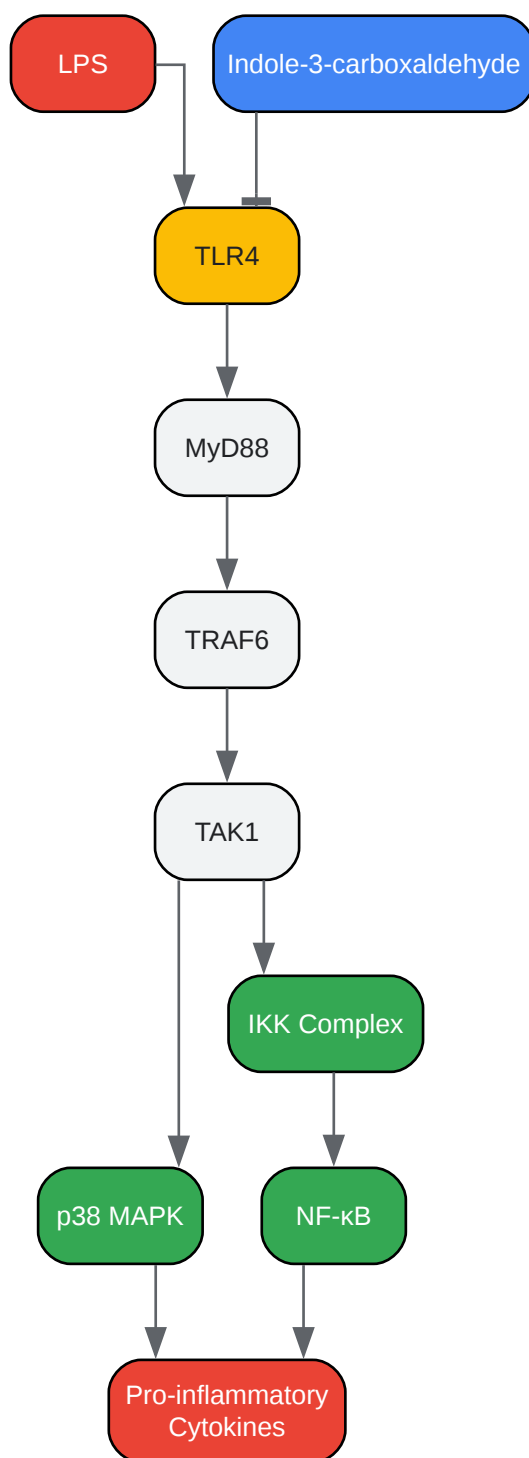 LPS
Indole-3-carboxaldehyde
TLR4
MyD88
TRAF6
TAK1
IKK Complex
p38 MAPK
NF-κB
Pro-inflammatory
Cytokines